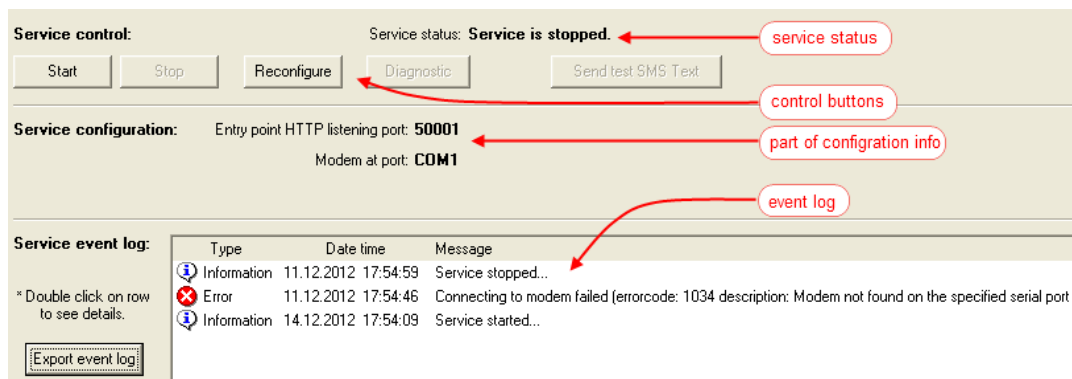 Service control: Service status: Service is stopped. service status
Start Stop Reconfigure Diagnostic Send test SMS Text
control buttons
Service configuration: Entry point HTTP listening port: 50001
part of configration info
Modem at port: COM1
event log
Service event log: Type Date time Message
Information 11.12.2012 17:54:59 Service stopped...
* Double click on row Error 11.12.2012 17:54:46 Connecting to modem failed (errorcode: 1034 description: Modem not found on the specified serial port
to see details. Information 14.12.2012 17:54:09 Service started...
Export event log